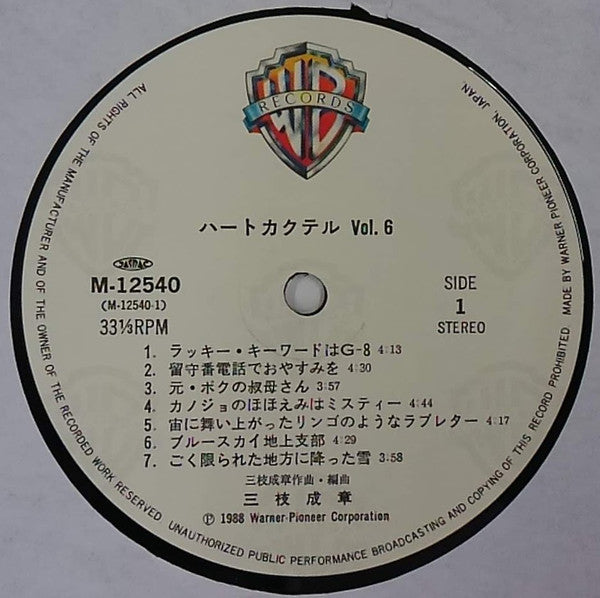 ALL RIGHTS OF THE MANUFACTURER AND OF THE OWNER OF THE RECORDED WORK RESERVED. UNAUTHORIZED PUBLIC PERFORMANCE BROADCASTING AND COPYING OF THIS RECORD PROHIBITED. MADE BY WARNER-PIONEER CORPORATION, JAPAN.
WB
RECORDS
ハートカクテル Vol. 6
JASRAC
M-12540
(M-12540-1)
33⅓RPM
SIDE
1
STEREO
1. ラッキー・キーワードはG-8 4:13
2. 留守番電話でおやすみを 4:30
3. 元・ボクの叔母さん 3:57
4. カノジョのほほえみはミスティー 4:44
5. 宙に舞い上がったリンゴのようなラブレター 4:17
6. ブルースカイ地上支部 4:29
7. ごく限られた地方に降った雪 3:58
三枝成章作曲・編曲
三枝成章
Ⓟ 1988 Warner-Pioneer Corporation